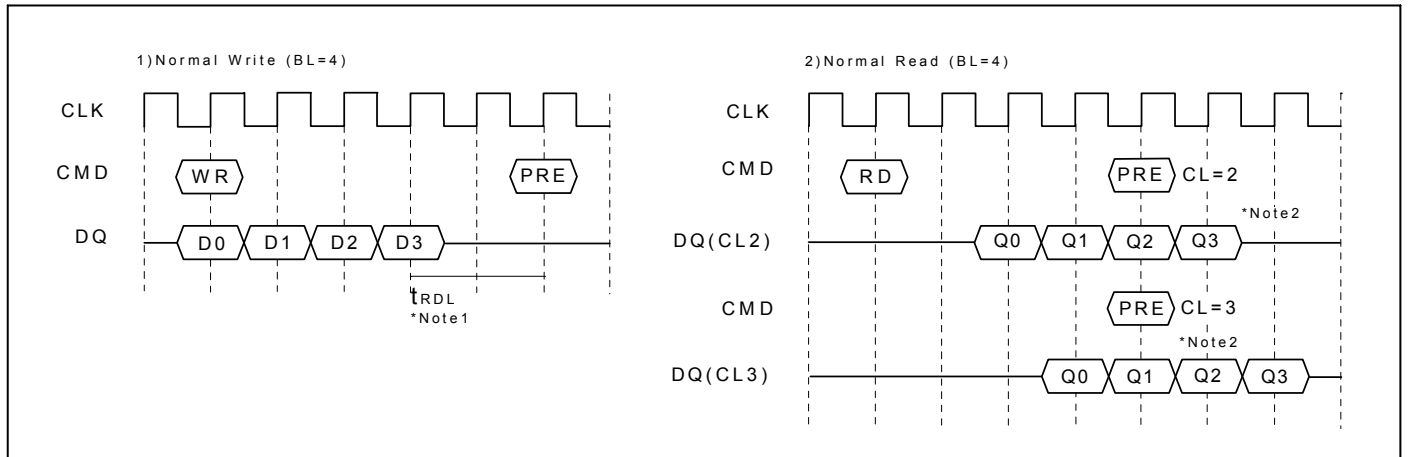 1)Normal Write (BL=4)
CLK
CMD
WR
PRE
DQ
D0
D1
D2
D3
tRDL
*Note1
2)Normal Read (BL=4)
CLK
CMD
RD
PRE
CL=2
*Note2
DQ(CL2)
Q0
Q1
Q2
Q3
CMD
PRE
CL=3
*Note2
DQ(CL3)
Q0
Q1
Q2
Q3